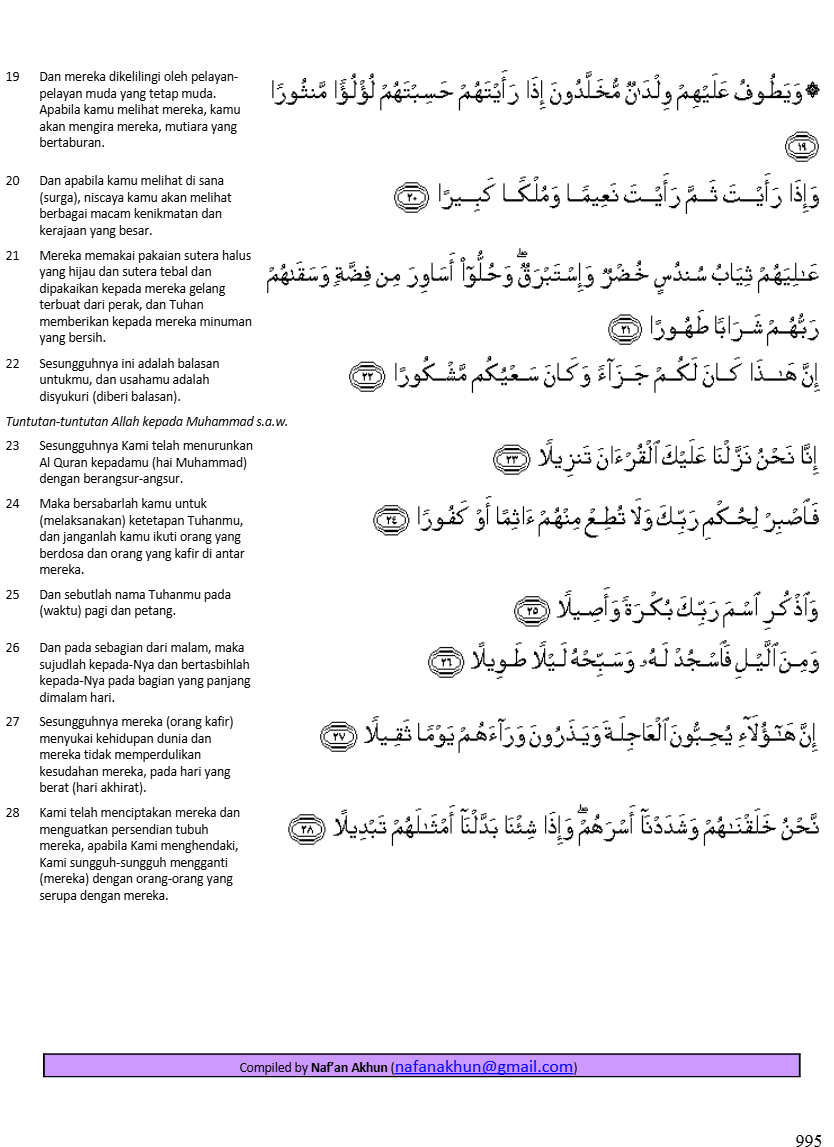 19 Dan mereka dikelilingi oleh pelayan-
pelayan muda yang tetap muda.
Apabila kamu melihat mereka, kamu
akan mengira mereka, mutiara yang
bertaburan.
۞ وَيَطُوفُ عَلَيْهِمْ وِلْدَٰنٌ مُّخَلَّدُونَ إِذَا رَأَيْتَهُمْ حَسِبْتَهُمْ لُؤْلُؤًا مَّنثُورًا
١٩
20 Dan apabila kamu melihat di sana
(surga), niscaya kamu akan melihat
berbagai macam kenikmatan dan
kerajaan yang besar.
وَإِذَا رَأَيْتَ ثَمَّ رَأَيْتَ نَعِيمًا وَمُلْكًا كَبِيرًا ٢٠
21 Mereka memakai pakaian sutera halus
yang hijau dan sutera tebal dan
dipakaikan kepada mereka gelang
terbuat dari perak, dan Tuhan
memberikan kepada mereka minuman
yang bersih.
عَٰلِيَهُمْ ثِيَابُ سُندُسٍ خُضْرٌ وَإِسْتَبْرَقٌ ۖ وَحُلُّوٓا۟ أَسَاوِرَ مِن فِضَّةٍ وَسَقَىٰهُمْ
رَبُّهُمْ شَرَابًا طَهُورًا ٢١
22 Sesungguhnya ini adalah balasan
untukmu, dan usahamu adalah
disyukuri (diberi balasan).
إِنَّ هَٰذَا كَانَ لَكُمْ جَزَآءً وَكَانَ سَعْيُكُم مَّشْكُورًا ٢٢
Tuntutan-tuntutan Allah kepada Muhammad s.a.w.
23 Sesungguhnya Kami telah menurunkan
Al Quran kepadamu (hai Muhammad)
dengan berangsur-angsur.
إِنَّا نَحْنُ نَزَّلْنَا عَلَيْكَ ٱلْقُرْءَانَ تَنزِيلًا ٢٣
24 Maka bersabarlah kamu untuk
(melaksanakan) ketetapan Tuhanmu,
dan janganlah kamu ikuti orang yang
berdosa dan orang yang kafir di antar
mereka.
فَٱصْبِرْ لِحُكْمِ رَبِّكَ وَلَا تُطِعْ مِنْهُمْ ءَاثِمًا أَوْ كَفُورًا ٢٤
25 Dan sebutlah nama Tuhanmu pada
(waktu) pagi dan petang.
وَٱذْكُرِ ٱسْمَ رَبِّكَ بُكْرَةً وَأَصِيلًا ٢٥
26 Dan pada sebagian dari malam, maka
sujudlah kepada-Nya dan bertasbihlah
kepada-Nya pada bagian yang panjang
dimalam hari.
وَمِنَ ٱلَّيْلِ فَٱسْجُدْ لَهُۥ وَسَبِّحْهُ لَيْلًا طَوِيلًا ٢٦
27 Sesungguhnya mereka (orang kafir)
menyukai kehidupan dunia dan
mereka tidak memperdulikan
kesudahan mereka, pada hari yang
berat (hari akhirat).
إِنَّ هَٰٓؤُلَآءِ يُحِبُّونَ ٱلْعَاجِلَةَ وَيَذَرُونَ وَرَآءَهُمْ يَوْمًا ثَقِيلًا ٢٧
28 Kami telah menciptakan mereka dan
menguatkan persendian tubuh
mereka, apabila Kami menghendaki,
Kami sungguh-sungguh mengganti
(mereka) dengan orang-orang yang
serupa dengan mereka.
نَّحْنُ خَلَقْنَٰهُمْ وَشَدَدْنَآ أَسْرَهُمْ ۖ وَإِذَا شِئْنَا بَدَّلْنَآ أَمْثَٰلَهُمْ تَبْدِيلًا ٢٨
Compiled by Naf'an Akhun (nafanakhun@gmail.com)
995